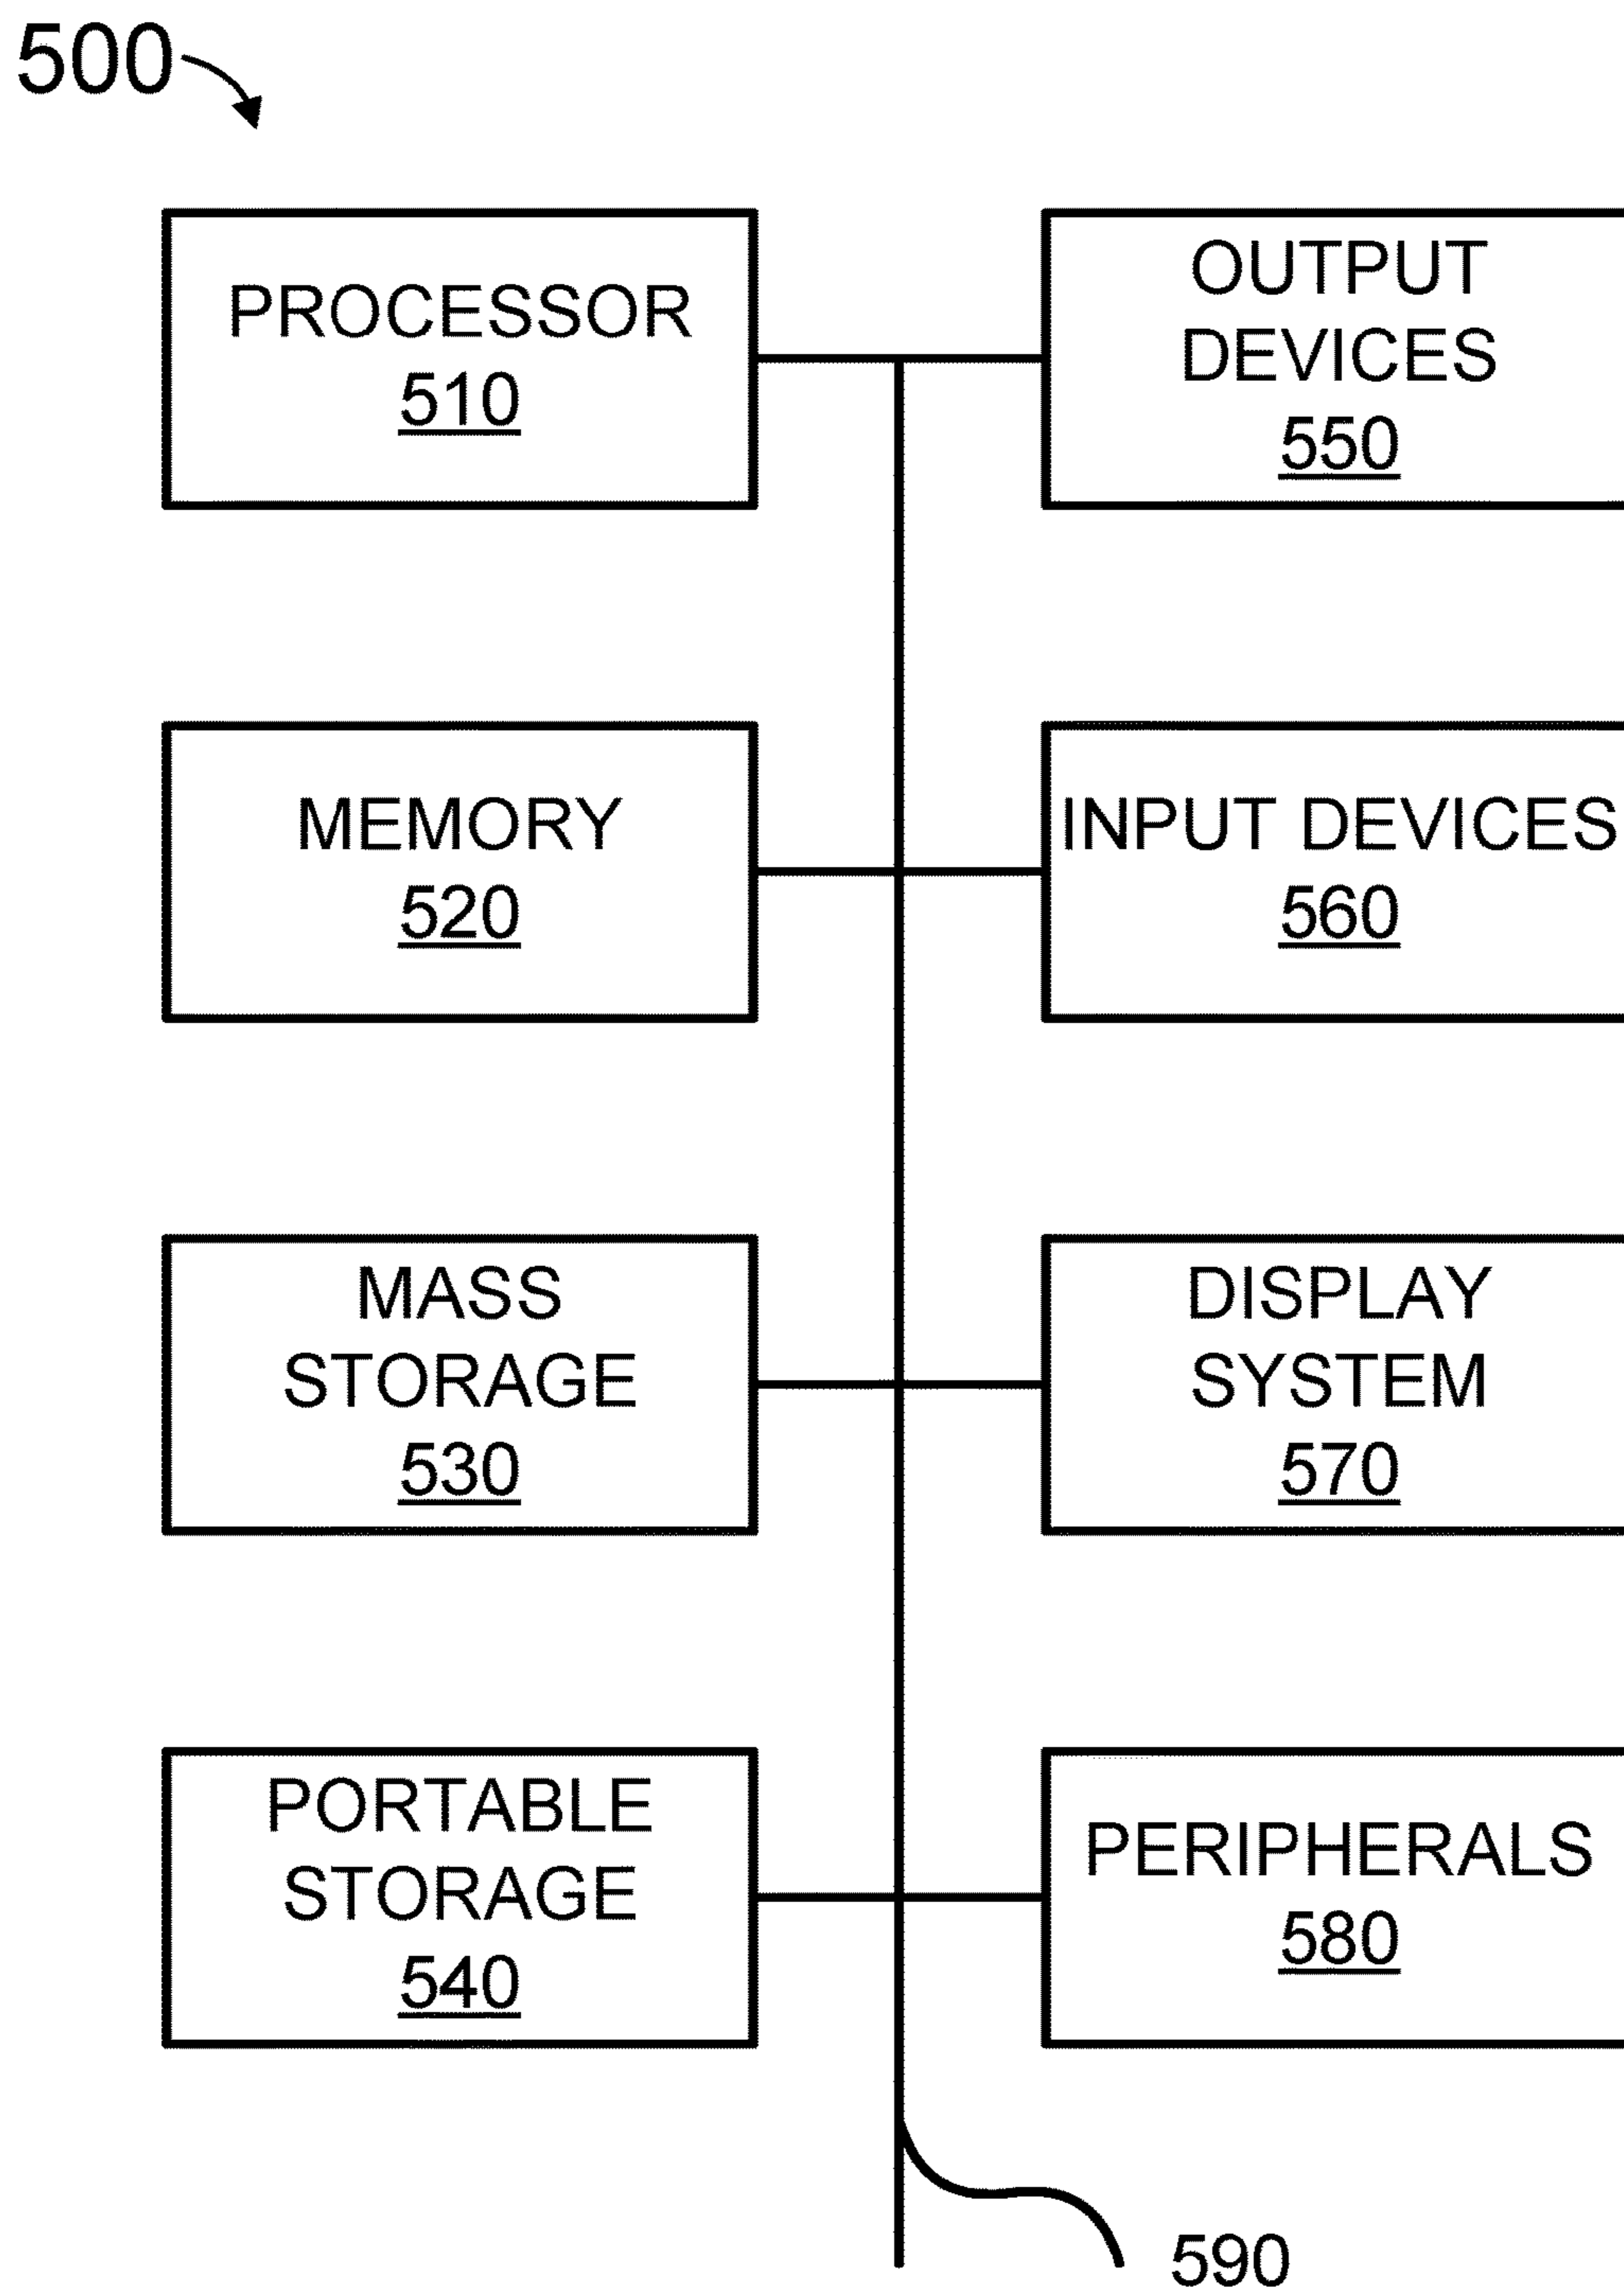 500
PROCESSOR
510
OUTPUT
DEVICES
550
MEMORY
520
INPUT DEVICES
560
MASS
STORAGE
530
DISPLAY
SYSTEM
570
PORTABLE
STORAGE
540
PERIPHERALS
580
590